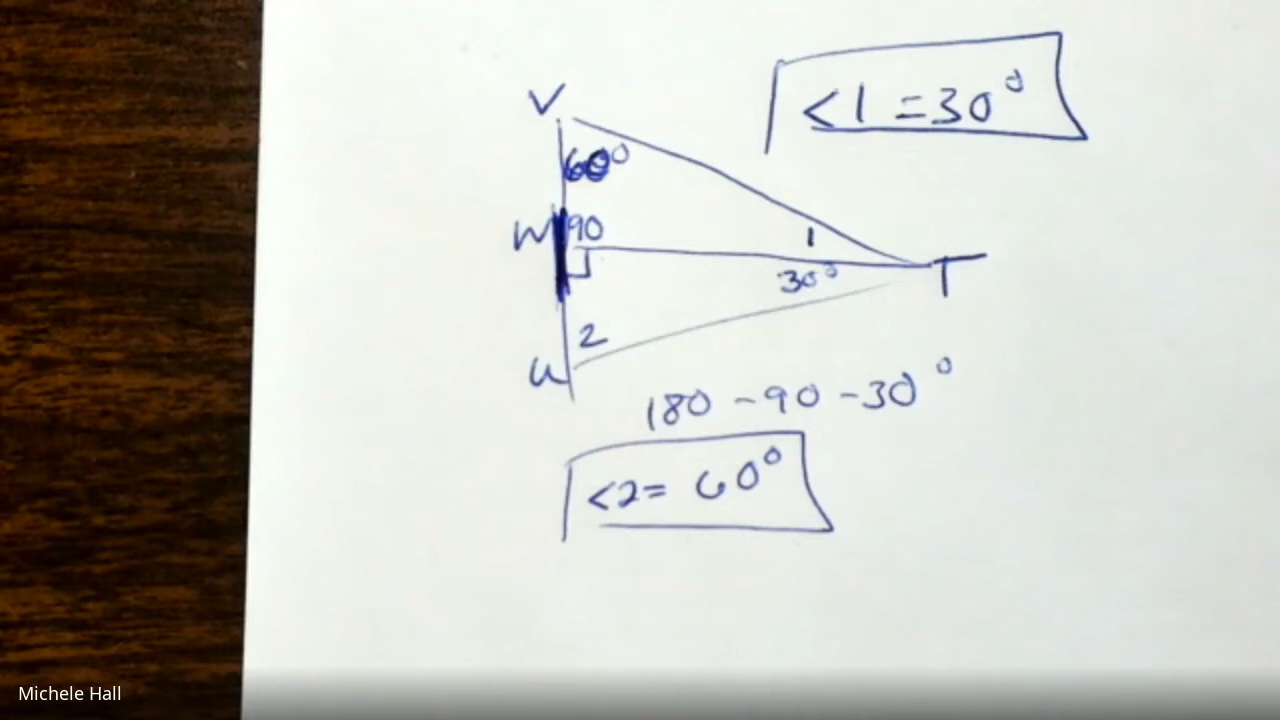 V
<1 = 30°
60°
W 90
1
30° T
2
u
180 - 90 - 30°
<2 = 60°
Michele Hall